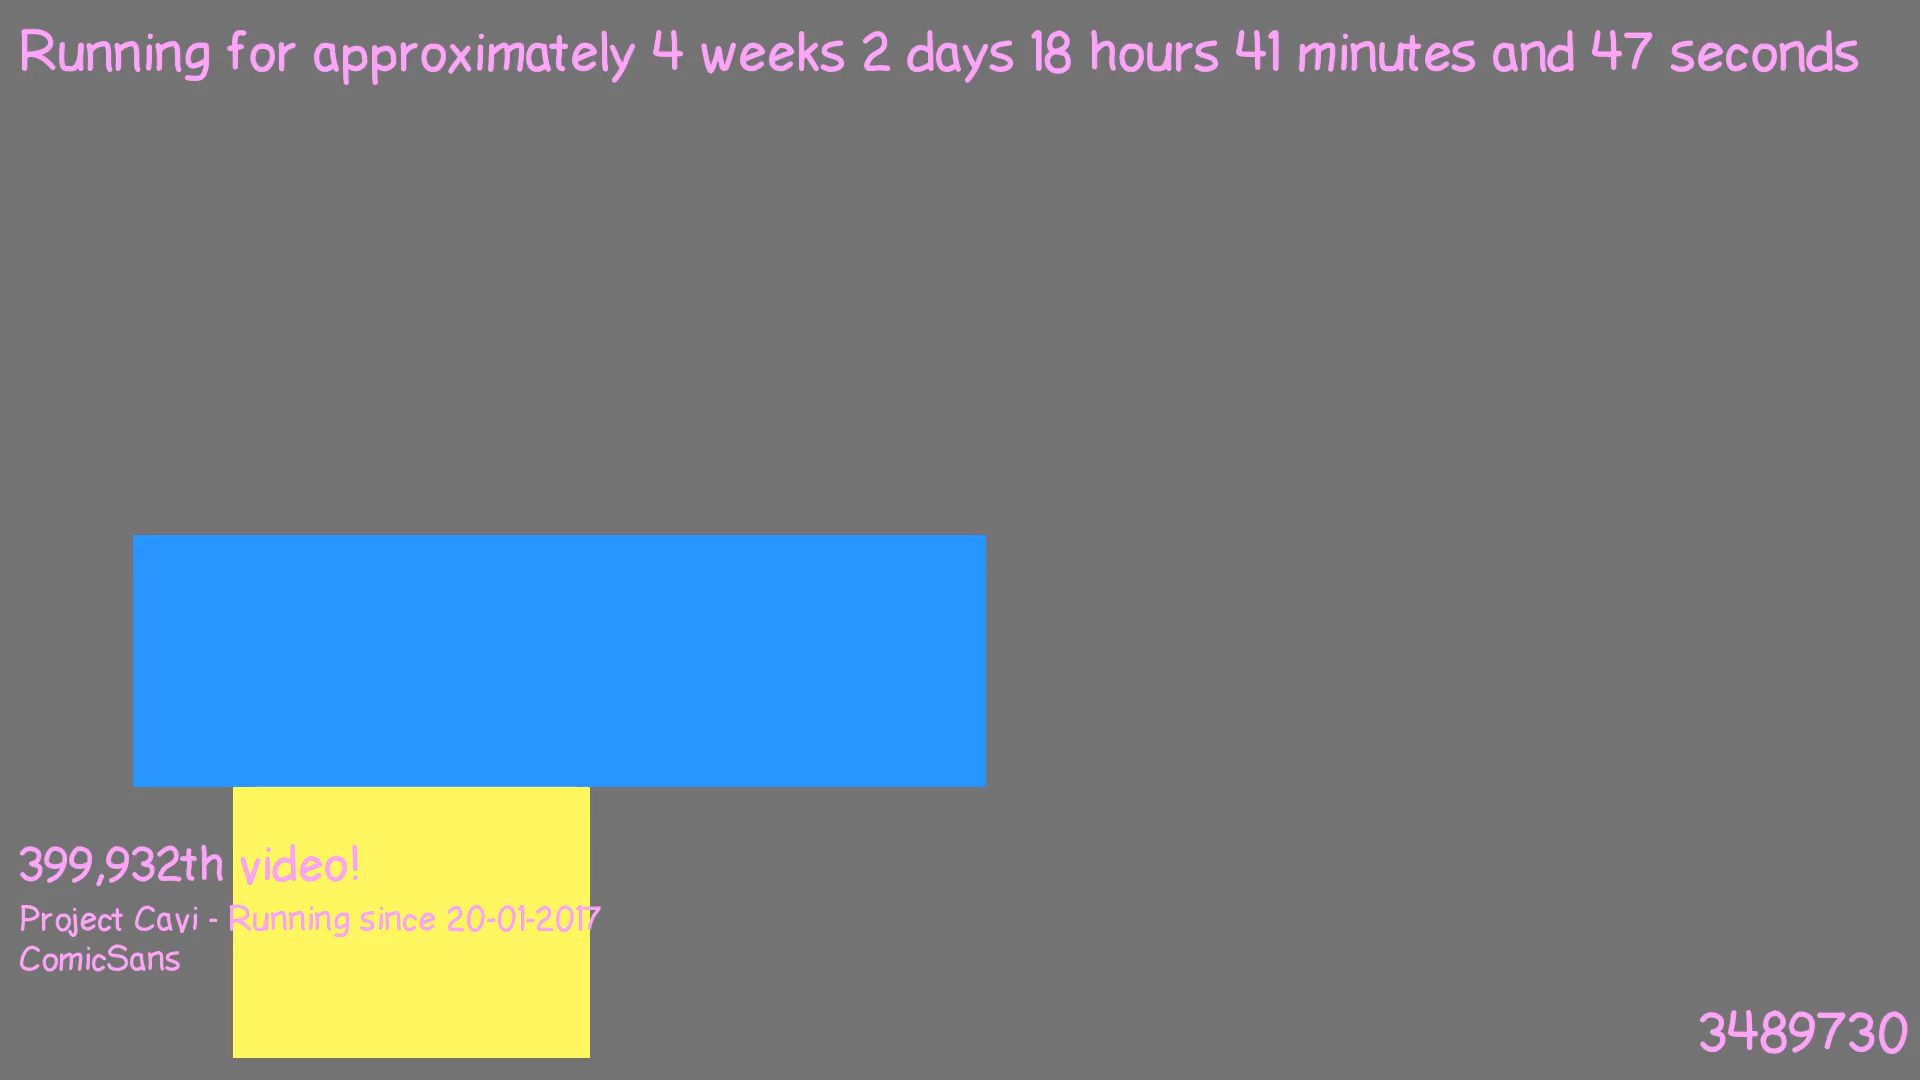 Running for approximately 4 weeks 2 days 18 hours 41 minutes and 47 seconds
399,932th video!
Project Cavi - Running since 20-01-2017
ComicSans
3489730